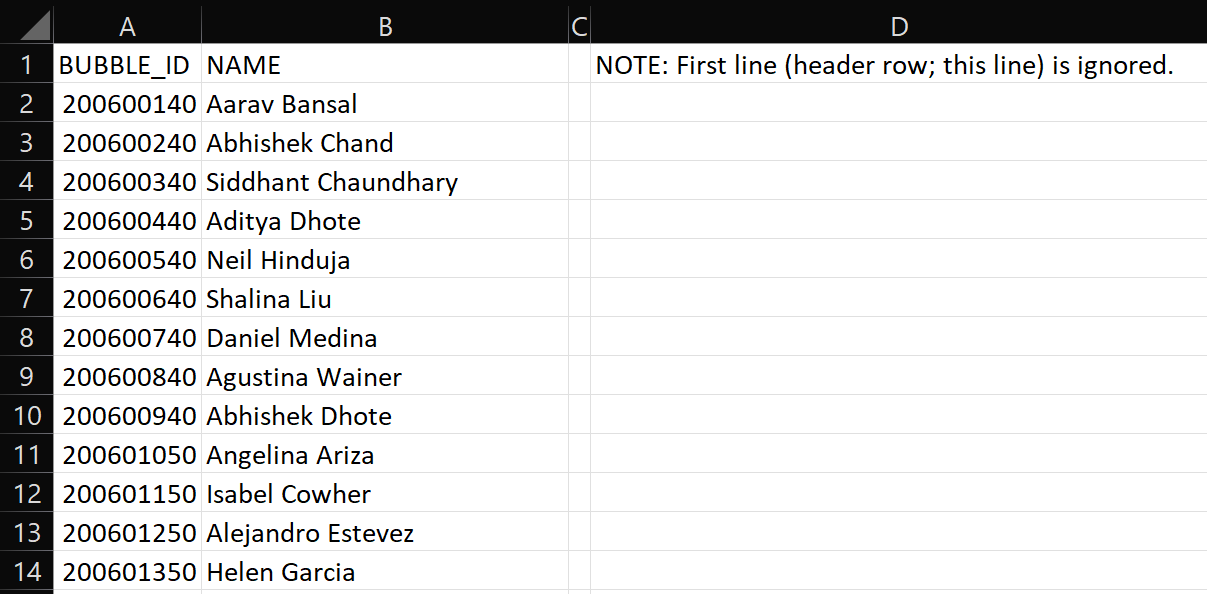 A B C D
1 BUBBLE_ID NAME NOTE: First line (header row; this line) is ignored.
2 200600140 Aarav Bansal
3 200600240 Abhishek Chand
4 200600340 Siddhant Chaundhary
5 200600440 Aditya Dhote
6 200600540 Neil Hinduja
7 200600640 Shalina Liu
8 200600740 Daniel Medina
9 200600840 Agustina Wainer
10 200600940 Abhishek Dhote
11 200601050 Angelina Ariza
12 200601150 Isabel Cowher
13 200601250 Alejandro Estevez
14 200601350 Helen Garcia